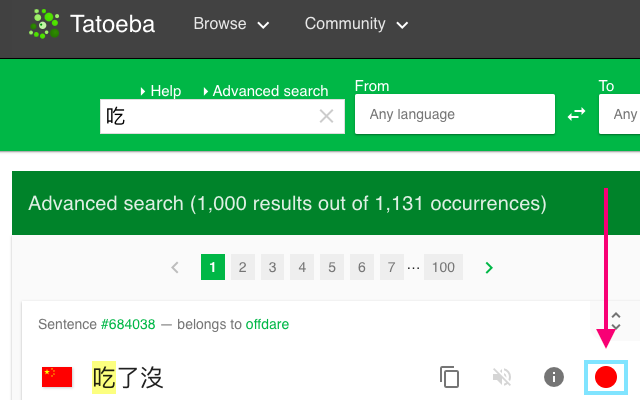 Tatoeba
Browse
Community
Help
Advanced search
From
To
吃
Any language
Any
Advanced search (1,000 results out of 1,131 occurrences)
1 2 3 4 5 6 7 ... 100
Sentence #684038 — belongs to offdare
吃了沒